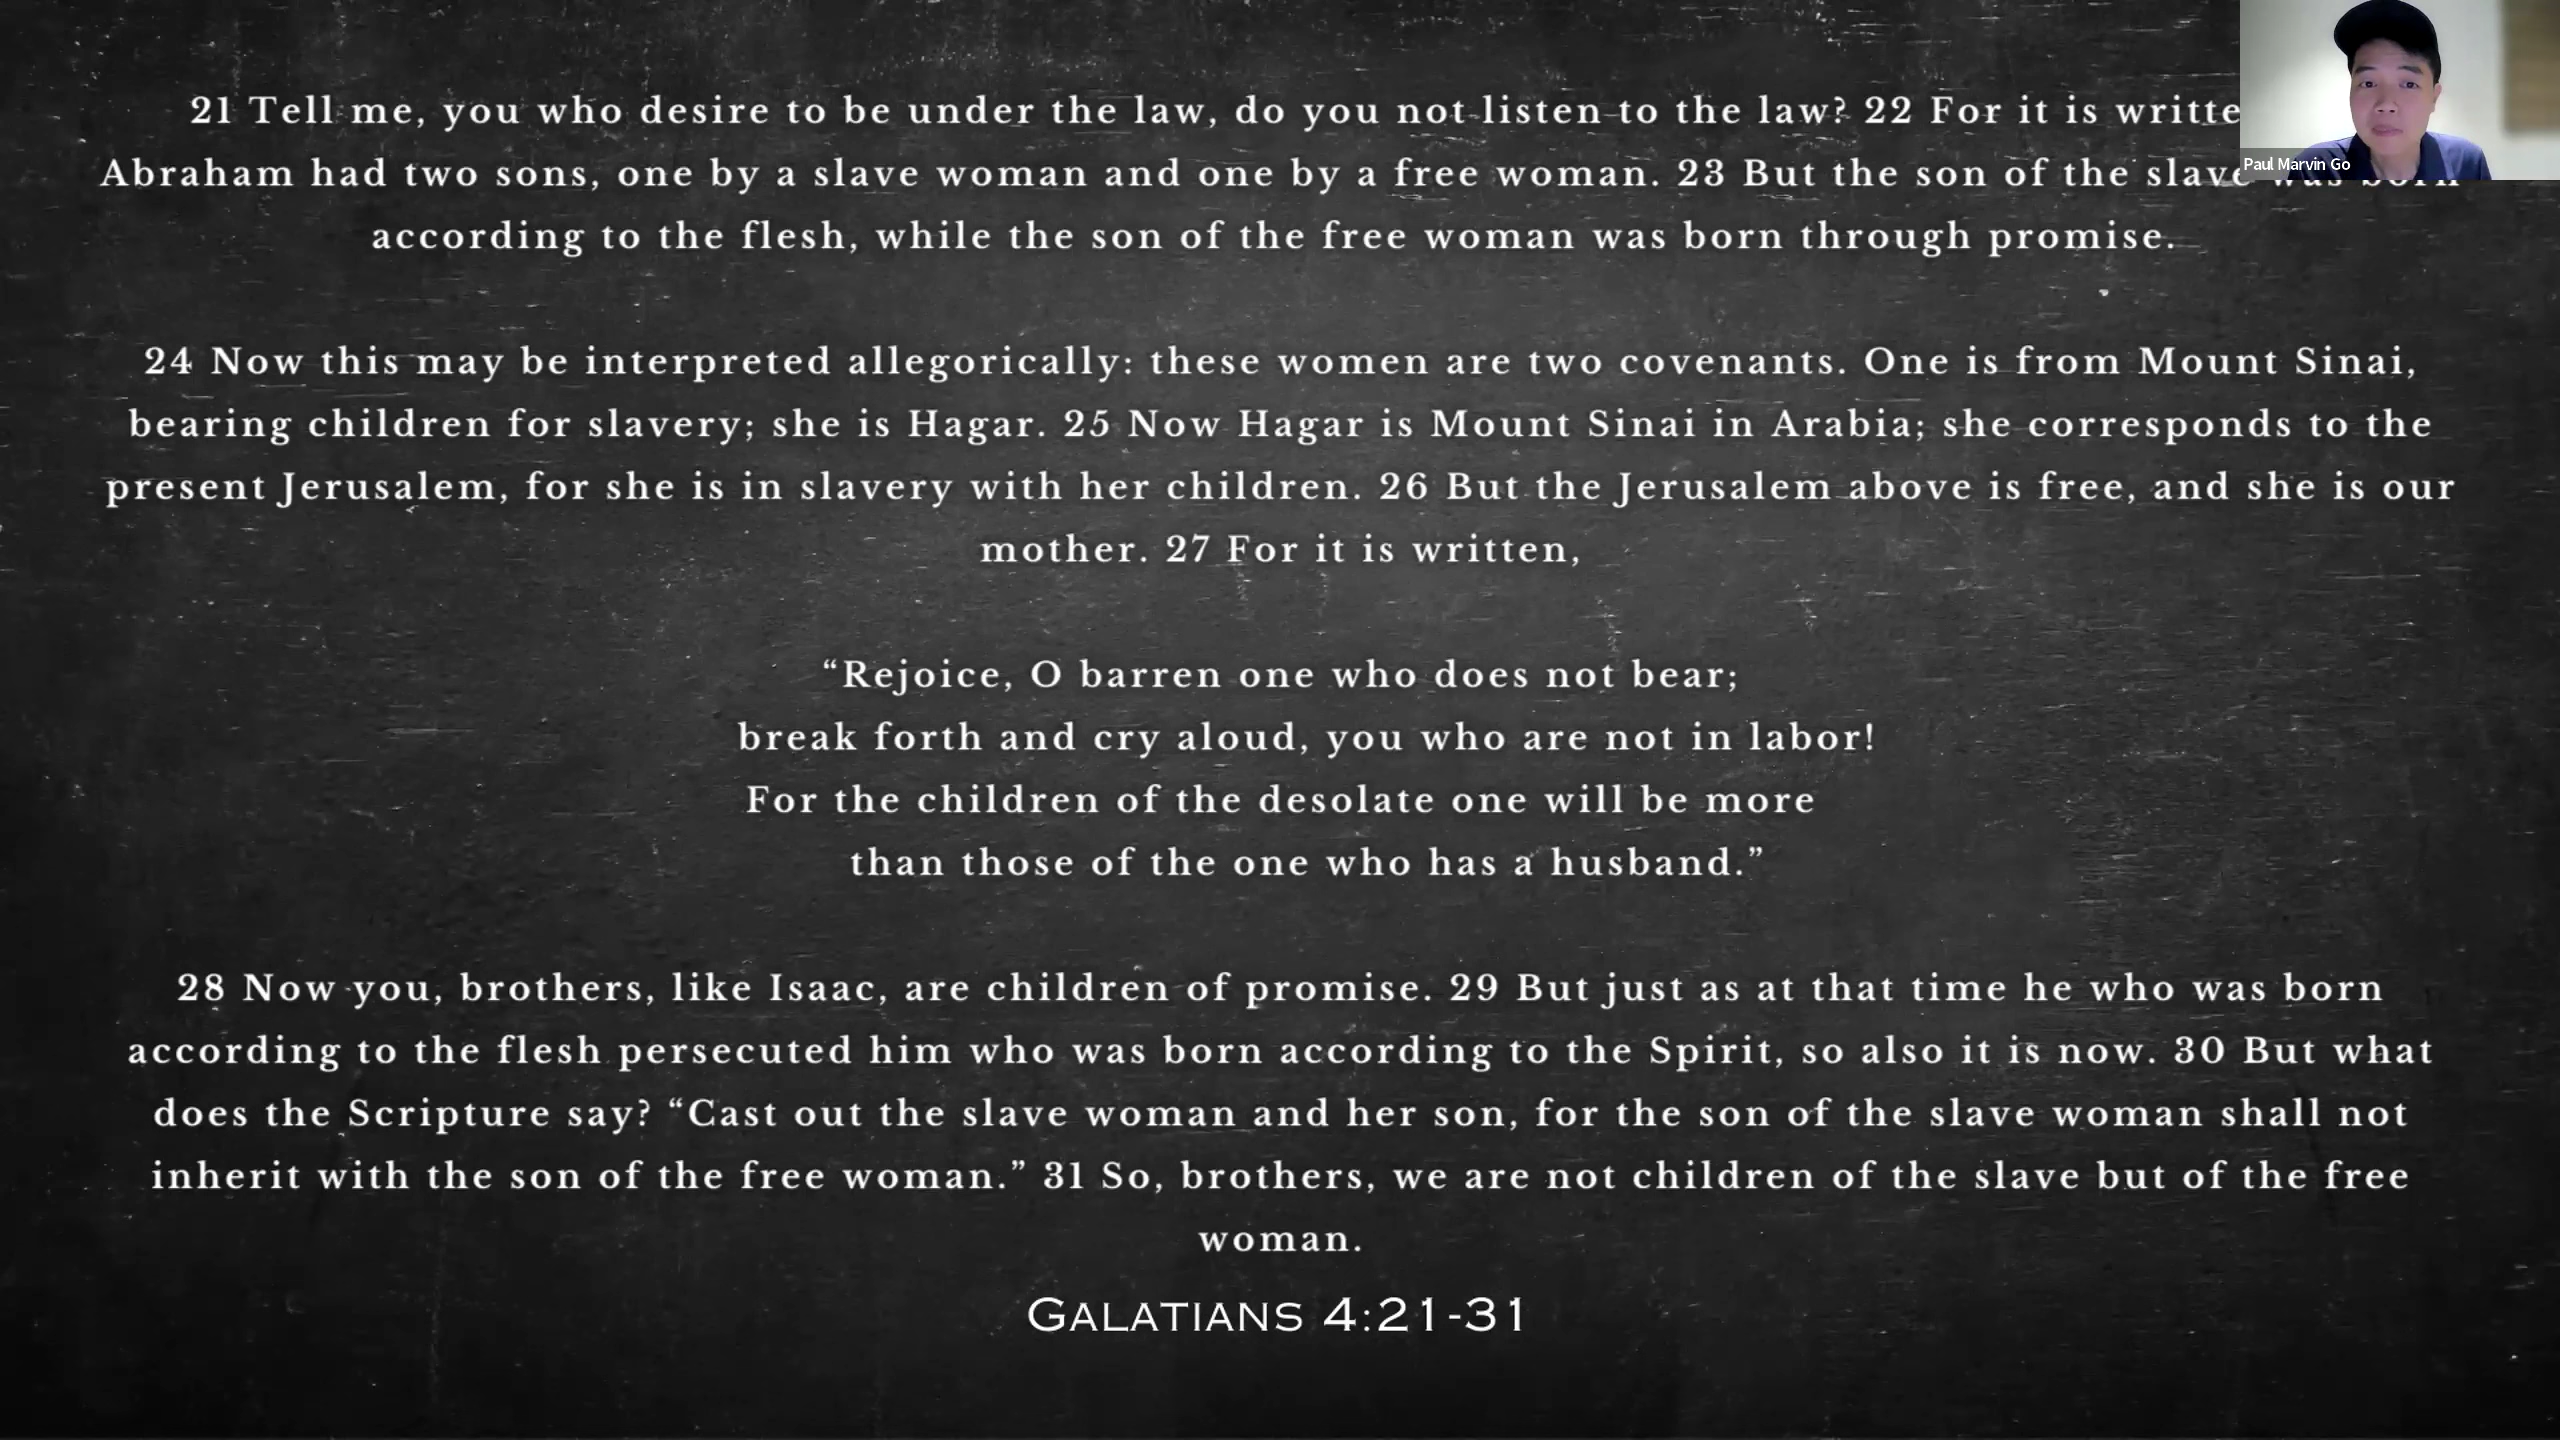 21 Tell me, you who desire to be under the law, do you not listen to the law? 22 For it is
Abraham had two sons, one by a slave woman and one by a free woman. 23 But the son of the slave was born
according to the flesh, while the son of the free woman was born through promise.
24 Now this may be interpreted allegorically: these women are two covenants. One is from Mount Sinai,
bearing children for slavery; she is Hagar. 25 Now Hagar is Mount Sinai in Arabia; she corresponds to the
present Jerusalem, for she is in slavery with her children. 26 But the Jerusalem above is free, and she is our
mother. 27 For it is written,
“Rejoice, O barren one who does not bear;
break forth and cry aloud, you who are not in labor!
For the children of the desolate one will be more
than those of the one who has a husband.”
28 Now you, brothers, like Isaac, are children of promise. 29 But just as at that time he who was born
according to the flesh persecuted him who was born according to the Spirit, so also it is now. 30 But what
does the Scripture say? “Cast out the slave woman and her son, for the son of the slave woman shall not
inherit with the son of the free woman.” 31 So, brothers, we are not children of the slave but of the free
woman.
GALATIANS 4:21-31
Paul Marvin Go